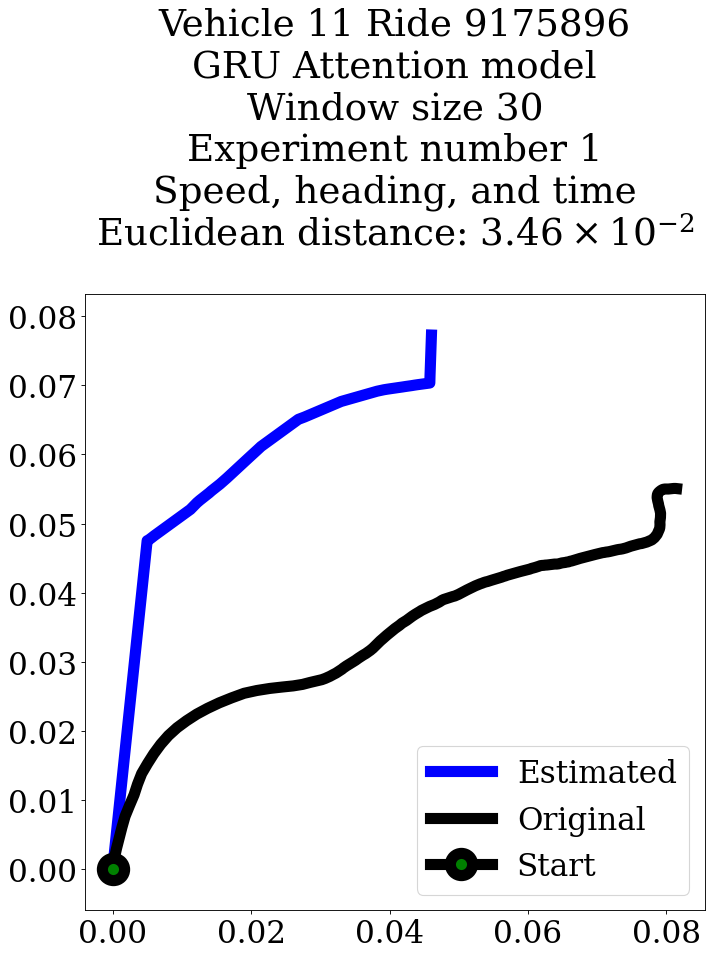 Vehicle 11 Ride 9175896
GRU Attention model
Window size 30
Experiment number 1
Speed, heading, and time
Euclidean distance: 3.46 × 10⁻²
0.08
0.07
0.06
0.05
0.04
0.03
0.02
0.01
0.00
Estimated
Original
Start
0.00 0.02 0.04 0.06 0.08